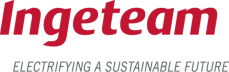 Ingeteam
ELECTRIFYING A SUSTAINABLE FUTURE